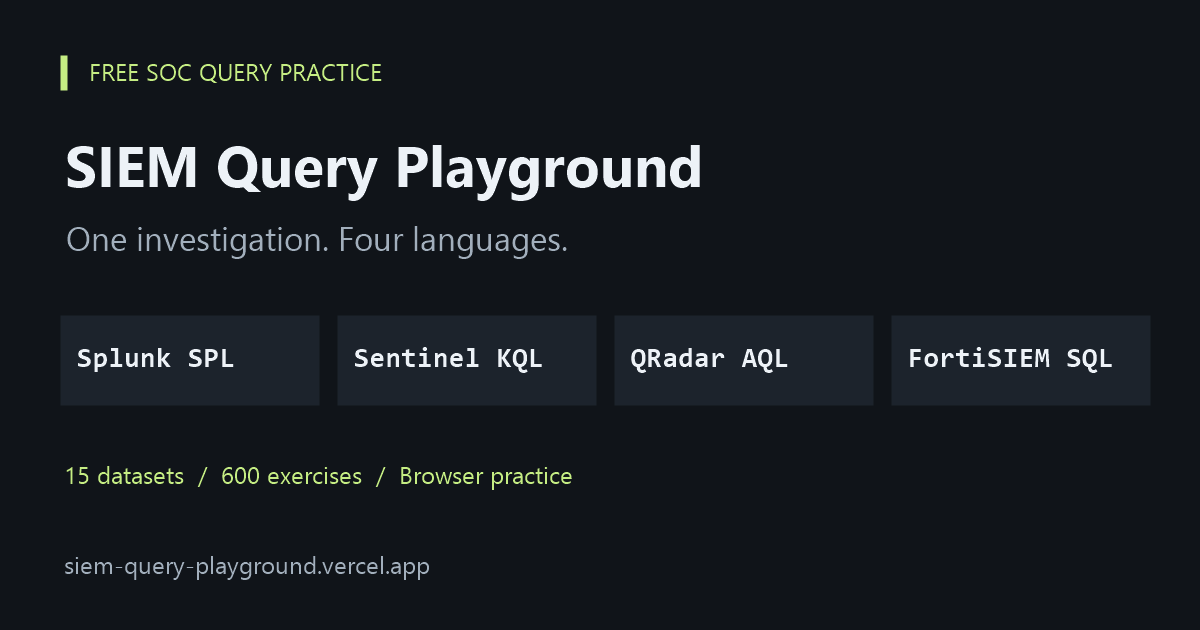 FREE SOC QUERY PRACTICE
SIEM Query Playground
One investigation. Four languages.
Splunk SPL
Sentinel KQL
QRadar AQL
FortiSIEM SQL
15 datasets / 600 exercises / Browser practice
siem-query-playground.vercel.app